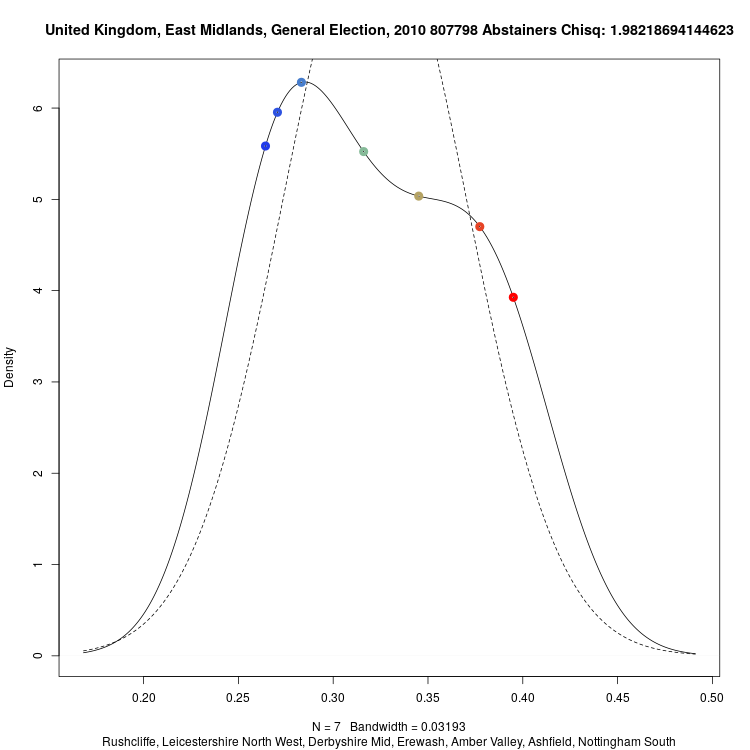 United Kingdom, East Midlands, General Election, 2010 807798 Abstainers Chisq: 1.98218694144623
Density
6
5
4
3
2
1
0
0.20 0.25 0.30 0.35 0.40 0.45 0.50
N = 7 Bandwidth = 0.03193
Rushcliffe, Leicestershire North West, Derbyshire Mid, Erewash, Amber Valley, Ashfield, Nottingham South